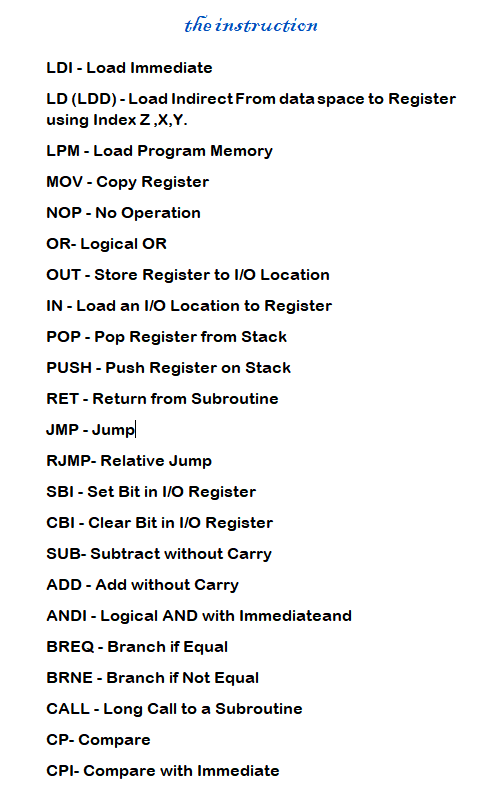 the instruction
LDI - Load Immediate
LD (LDD) - Load Indirect From data space to Register
using Index Z ,X,Y.
LPM - Load Program Memory
MOV - Copy Register
NOP - No Operation
OR- Logical OR
OUT - Store Register to I/O Location
IN - Load an I/O Location to Register
POP - Pop Register from Stack
PUSH - Push Register on Stack
RET - Return from Subroutine
JMP - Jump
RJMP- Relative Jump
SBI - Set Bit in I/O Register
CBI - Clear Bit in I/O Register
SUB- Subtract without Carry
ADD - Add without Carry
ANDI - Logical AND with Immediateand
BREQ - Branch if Equal
BRNE - Branch if Not Equal
CALL - Long Call to a Subroutine
CP- Compare
CPI- Compare with Immediate